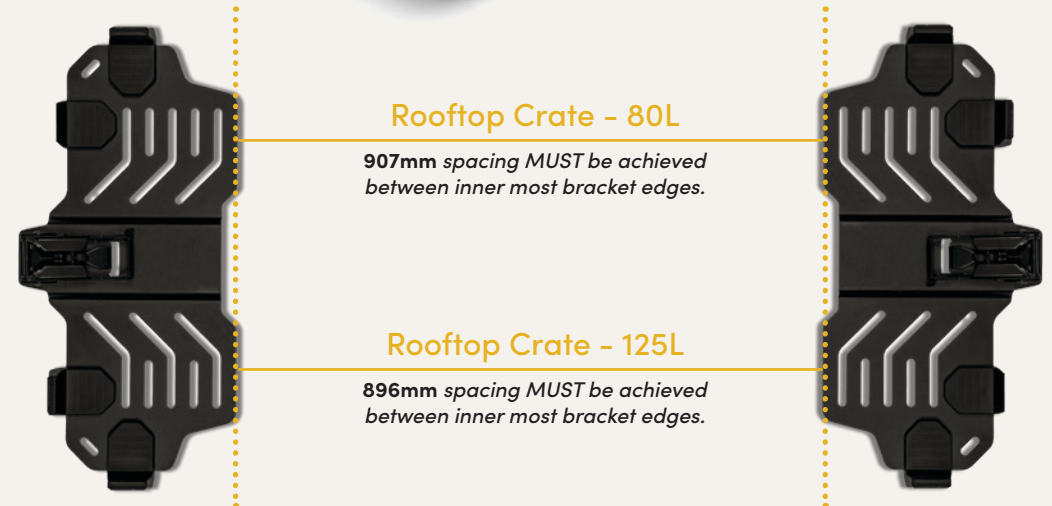 Rooftop Crate - 80L
907mm spacing MUST be achieved
between inner most bracket edges.
Rooftop Crate - 125L
896mm spacing MUST be achieved
between inner most bracket edges.